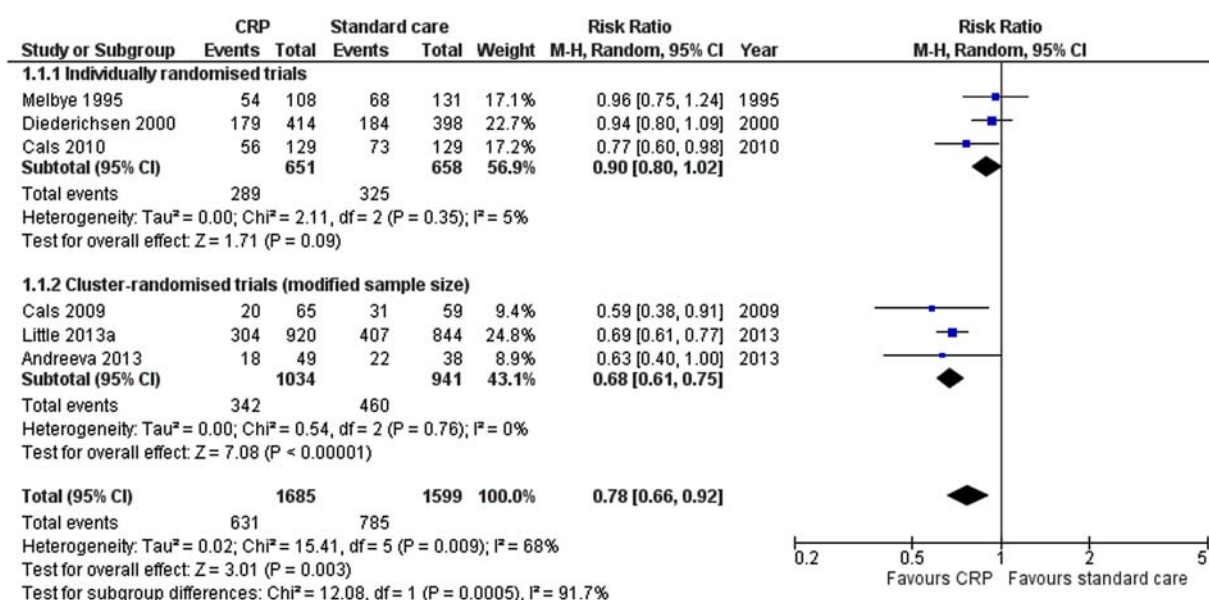 CRP Standard care Risk Ratio Risk Ratio
Study or Subgroup Events Total Events Total Weight M-H, Random, 95% CI Year M-H, Random, 95% CI
1.1.1 Individually randomised trials
Melbye 1995 54 108 68 131 17.1% 0.96 [0.75, 1.24] 1995
Diederichsen 2000 179 414 184 398 22.7% 0.94 [0.80, 1.09] 2000
Cals 2010 56 129 73 129 17.2% 0.77 [0.60, 0.98] 2010
Subtotal (95% CI) 651 658 56.9% 0.90 [0.80, 1.02]
Total events 289 325
Heterogeneity: Tau² = 0.00; Chi² = 2.11, df = 2 (P = 0.35); I² = 5%
Test for overall effect: Z = 1.71 (P = 0.09)
1.1.2 Cluster-randomised trials (modified sample size)
Cals 2009 20 65 31 59 9.4% 0.59 [0.38, 0.91] 2009
Little 2013a 304 920 407 844 24.8% 0.69 [0.61, 0.77] 2013
Andreeva 2013 18 49 22 38 8.9% 0.63 [0.40, 1.00] 2013
Subtotal (95% CI) 1034 941 43.1% 0.68 [0.61, 0.75]
Total events 342 460
Heterogeneity: Tau² = 0.00; Chi² = 0.54, df = 2 (P = 0.76); I² = 0%
Test for overall effect: Z = 7.08 (P < 0.00001)
Total (95% CI) 1685 1599 100.0% 0.78 [0.66, 0.92]
Total events 631 785
Heterogeneity: Tau² = 0.02; Chi² = 15.41, df = 5 (P = 0.009); I² = 68%
Test for overall effect: Z = 3.01 (P = 0.003)
Test for subgroup differences: Chi² = 12.08, df = 1 (P = 0.0005), I² = 91.7%
0.2 0.5 1 2 5
Favours CRP Favours standard care